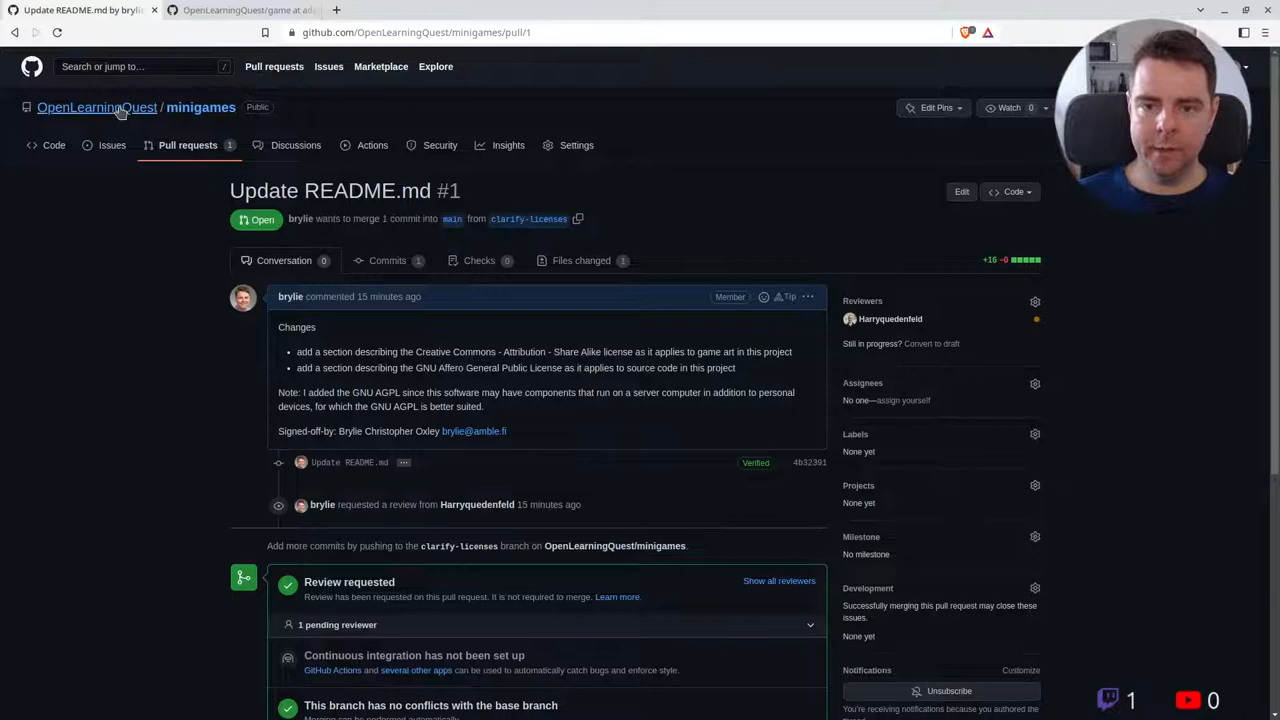 Update README.md by brylie
OpenLearningQuest/game at ad
github.com/OpenLearningQuest/minigames/pull/1
Search or jump to…
/
Pull requests
Issues
Marketplace
Explore
OpenLearningQuest / minigames
Public
Edit Pins
Watch 0
Code
Issues
Pull requests 1
Discussions
Actions
Security
Insights
Settings
Update README.md #1
Edit
Code
Open
brylie wants to merge 1 commit into main from clarify-licenses
Conversation 0
Commits 1
Checks 0
Files changed 1
+16 −0
brylie commented 15 minutes ago
Member
Tip
Changes
• add a section describing the Creative Commons - Attribution - Share Alike license as it applies to game art in this project
• add a section describing the GNU Affero General Public License as it applies to source code in this project
Note: I added the GNU AGPL since this software may have components that run on a server computer in addition to personal
devices, for which the GNU AGPL is better suited.
Signed-off-by: Brylie Christopher Oxley brylie@amble.fi
Update README.md
Verified
4b32391
brylie requested a review from Harryquedenfeld 15 minutes ago
Add more commits by pushing to the clarify-licenses branch on OpenLearningQuest/minigames.
Review requested
Show all reviewers
Review has been requested on this pull request. It is not required to merge. Learn more.
1 pending reviewer
Continuous integration has not been set up
GitHub Actions and several other apps can be used to automatically catch bugs and enforce style.
This branch has no conflicts with the base branch
Reviewers
Harryquedenfeld
Still in progress? Convert to draft
Assignees
No one—assign yourself
Labels
None yet
Projects
None yet
Milestone
No milestone
Development
Successfully merging this pull request may close these
issues.
None yet
Notifications
Customize
Unsubscribe
You're receiving notifications because you authored the
1
0